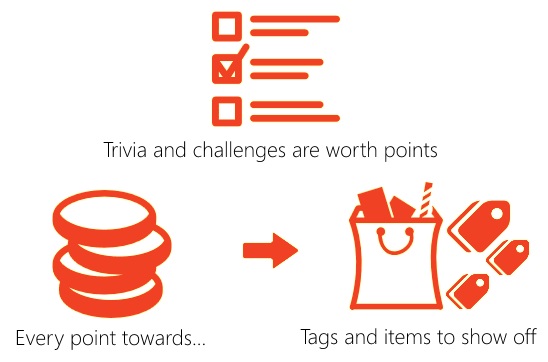 Trivia and challenges are worth points
Every point towards...
Tags and items to show off